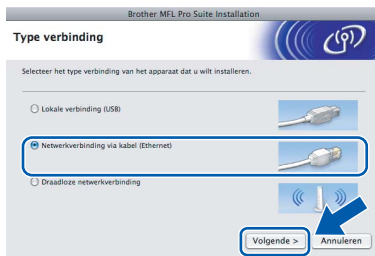 Brother MFL Pro Suite Installation
Type verbinding
Selecteer het type verbinding van het apparaat dat u wilt installeren.
Lokale verbinding (USB)
Netwerkverbinding via kabel (Ethernet)
Draadloze netwerkverbinding
Volgende >
Annuleren